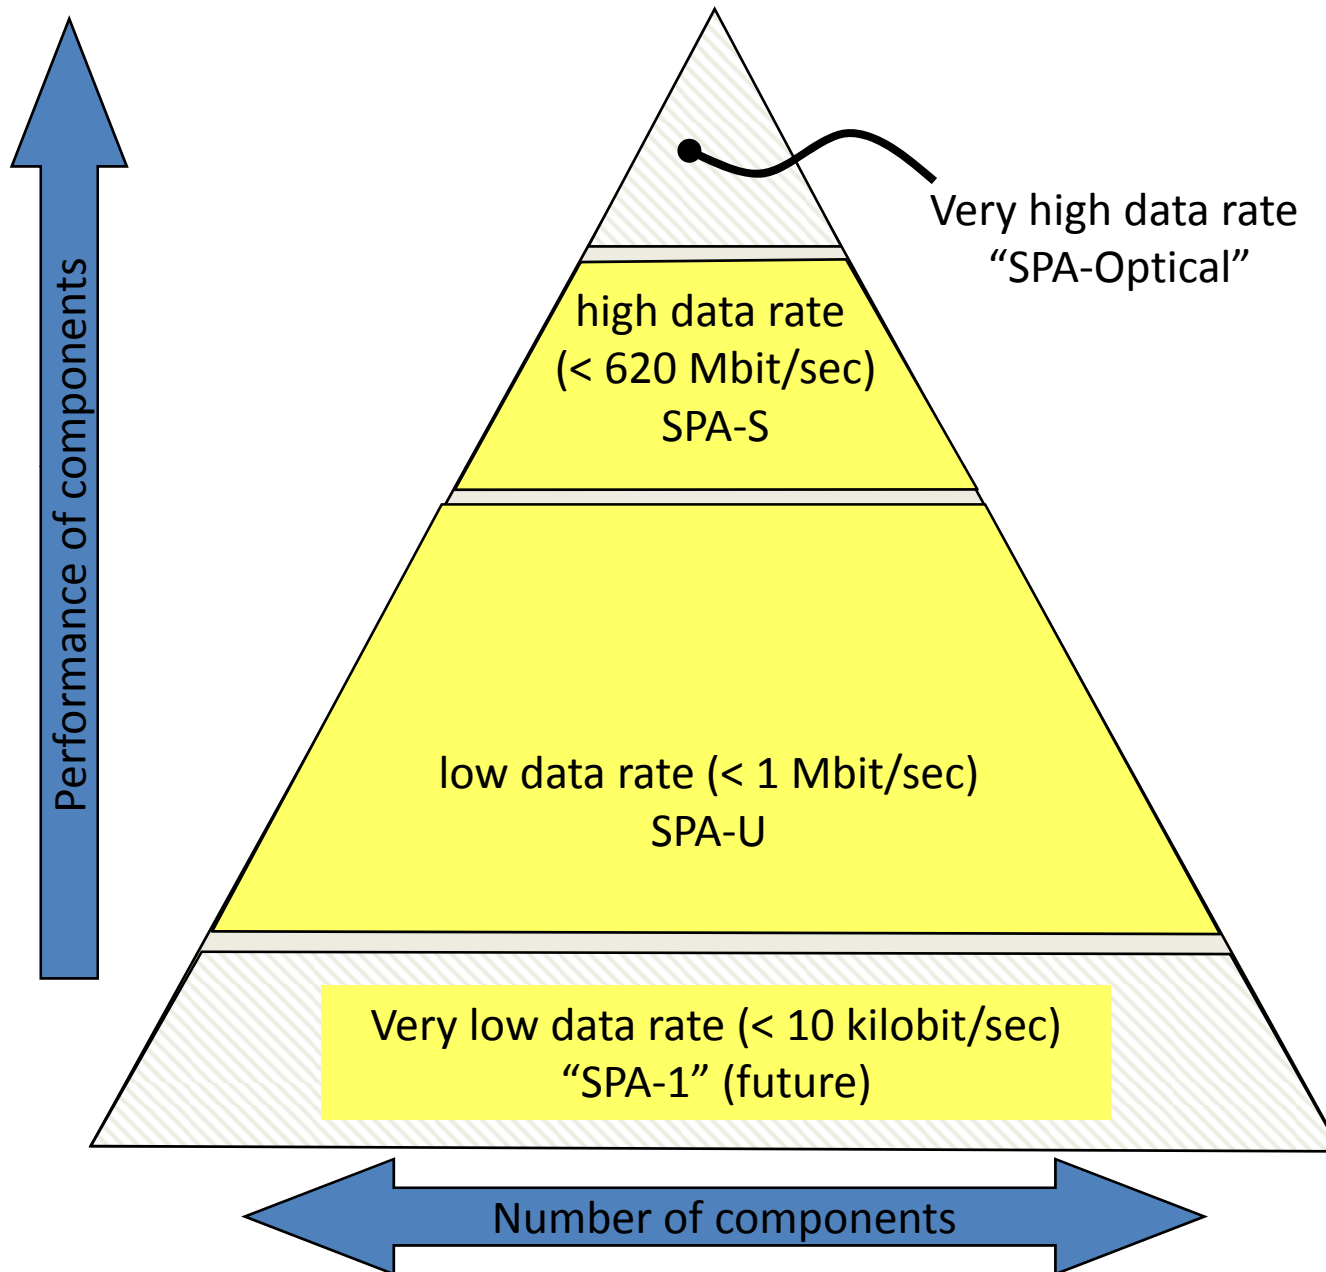 Performance of components
Very high data rate
“SPA-Optical”
high data rate
(< 620 Mbit/sec)
SPA-S
low data rate (< 1 Mbit/sec)
SPA-U
Very low data rate (< 10 kilobit/sec)
“SPA-1” (future)
Number of components